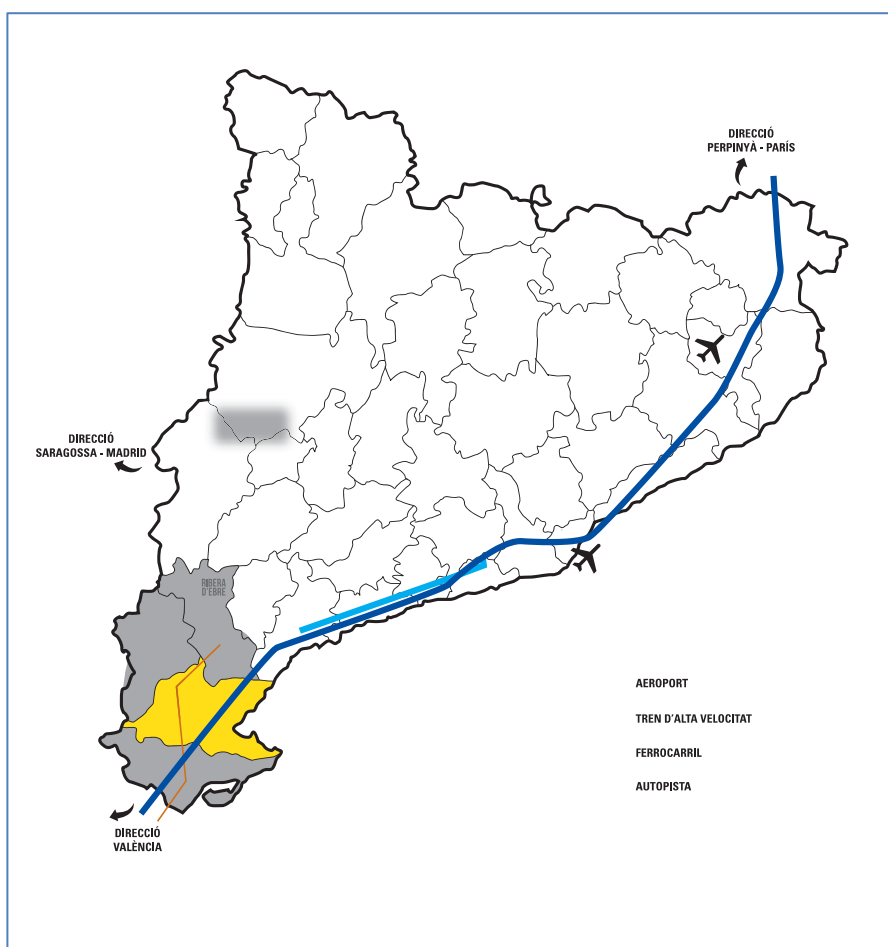 DIRECCIÓ
PERPINYÀ - PARÍS
DIRECCIÓ
SARAGOSSA - MADRID
RIBERA
D'EBRE
AEROPORT
TREN D'ALTA VELOCITAT
FERROCARRIL
AUTOPISTA
DIRECCIÓ
VALÈNCIA